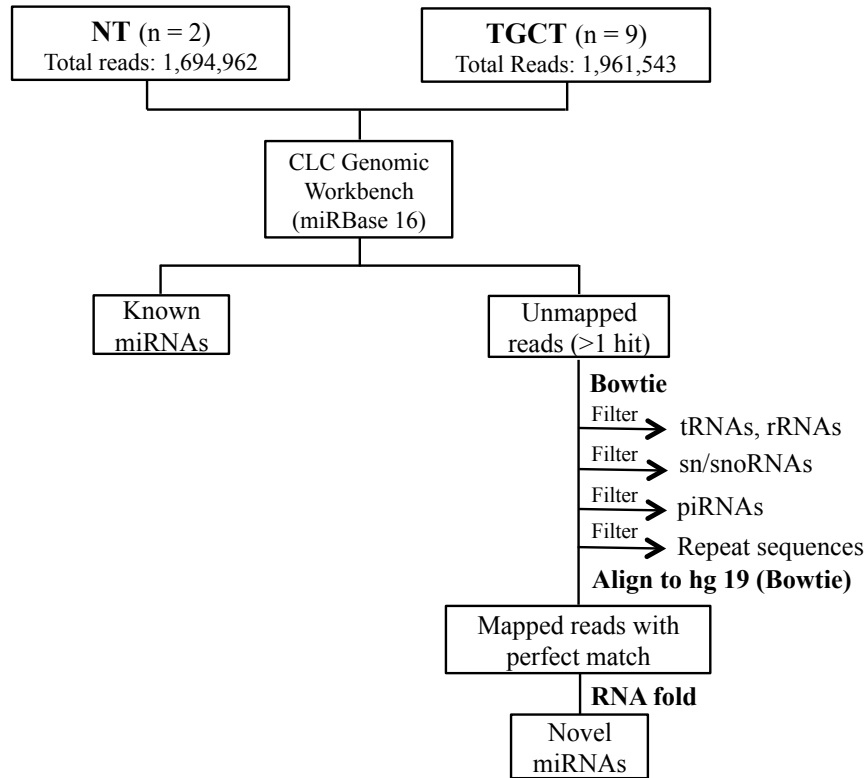 NT (n = 2)
Total reads: 1,694,962
TGCT (n = 9)
Total Reads: 1,961,543
CLC Genomic
Workbench
(miRBase 16)
Known
miRNAs
Unmapped
reads (>1 hit)
Bowtie
Filter
tRNAs, rRNAs
Filter
sn/snoRNAs
Filter
piRNAs
Filter
Repeat sequences
Align to hg 19 (Bowtie)
Mapped reads with
perfect match
RNA fold
Novel
miRNAs